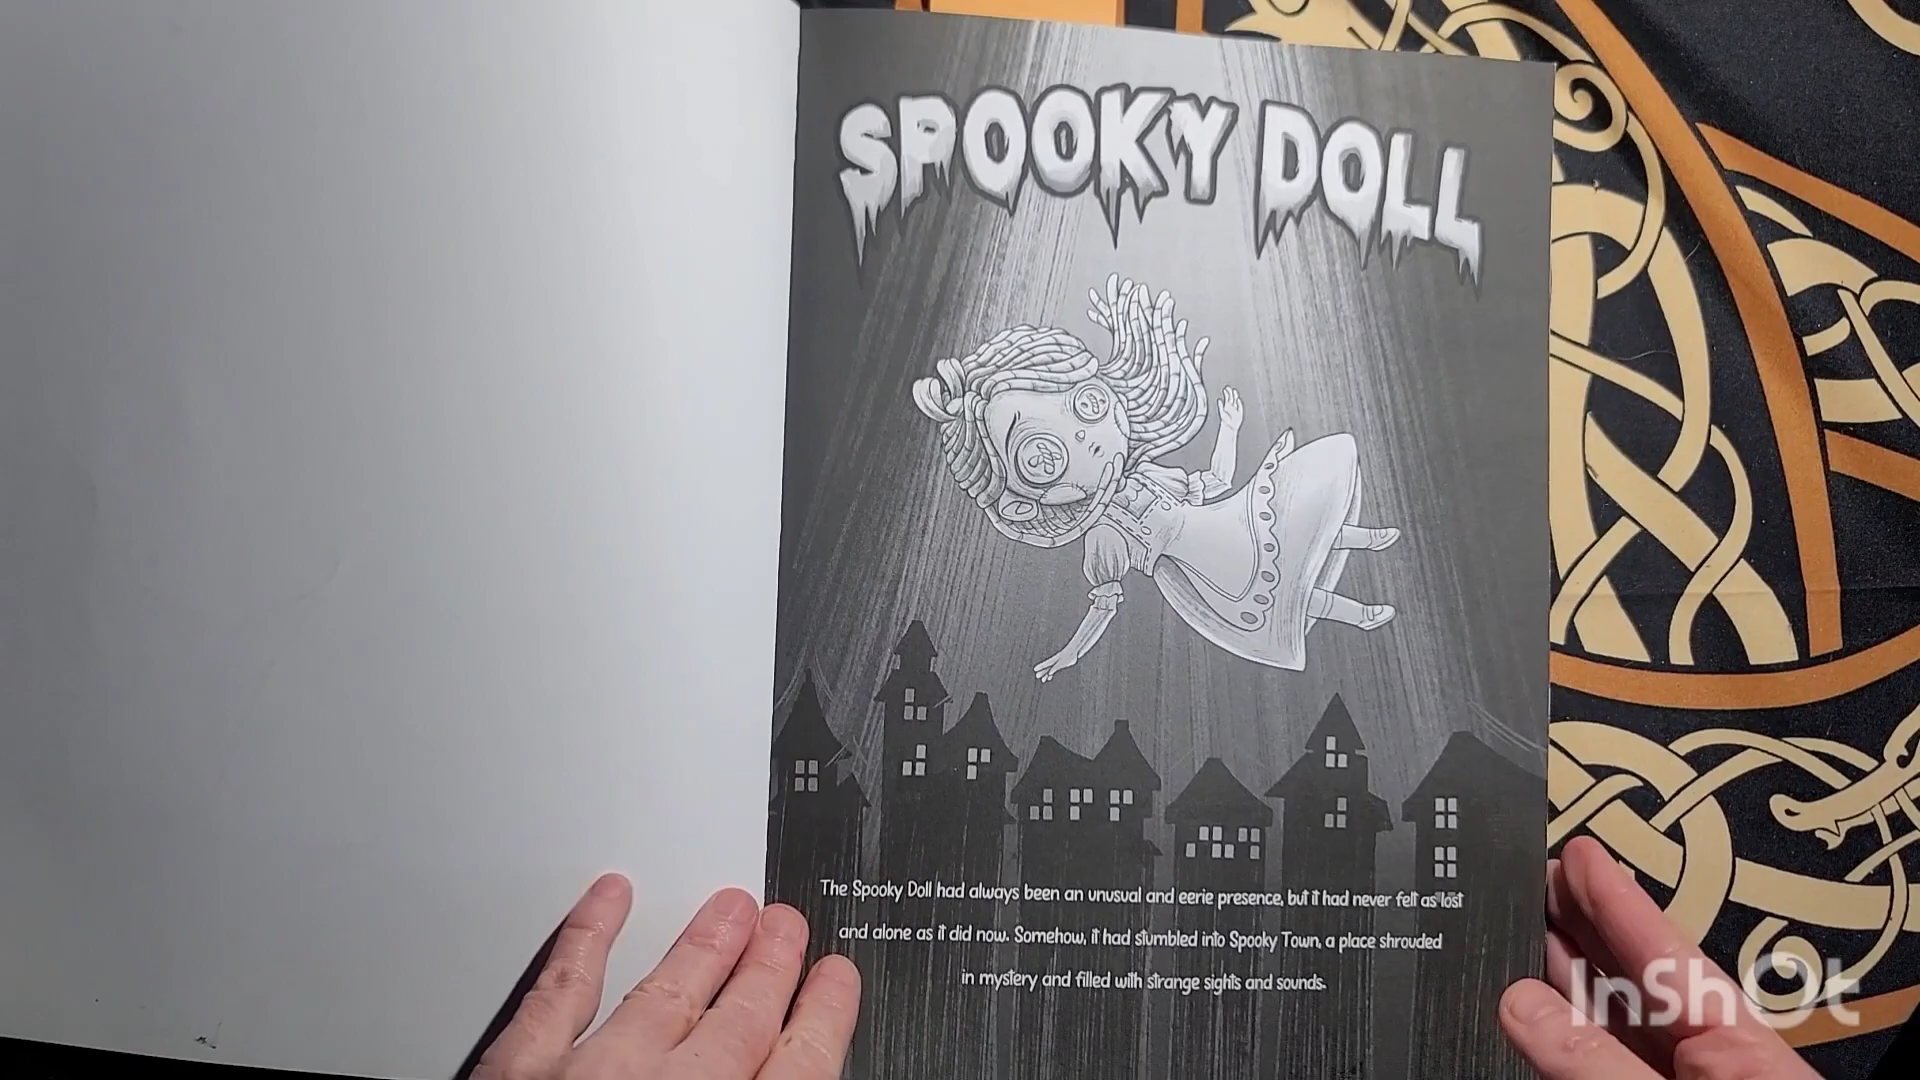 SPOOKY DOLL
The Spooky Doll had always been an unusual and eerie presence, but it had never felt as lost
and alone as it did now. Somehow, it had stumbled into Spooky Town, a place shrouded
in mystery and filled with strange sights and sounds.
InShOt